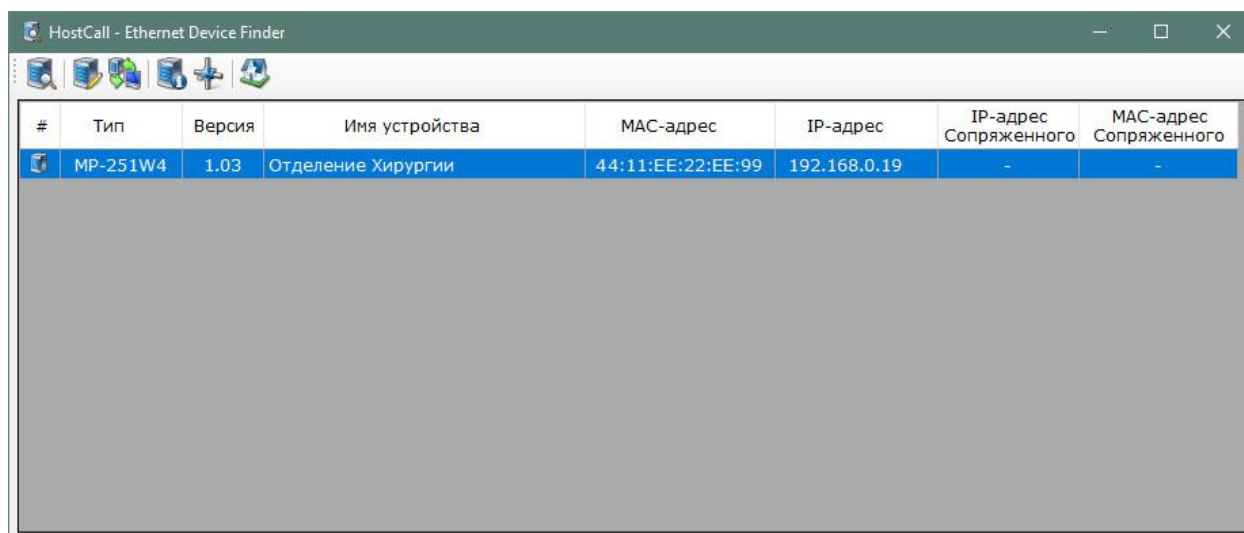 HostCall - Ethernet Device Finder
# Тип Версия Имя устройства MAC-адрес IP-адрес IP-адрес Сопряженного MAC-адрес Сопряженного
MP-251W4 1.03 Отделение Хирургии 44:11:EE:22:EE:99 192.168.0.19 - -